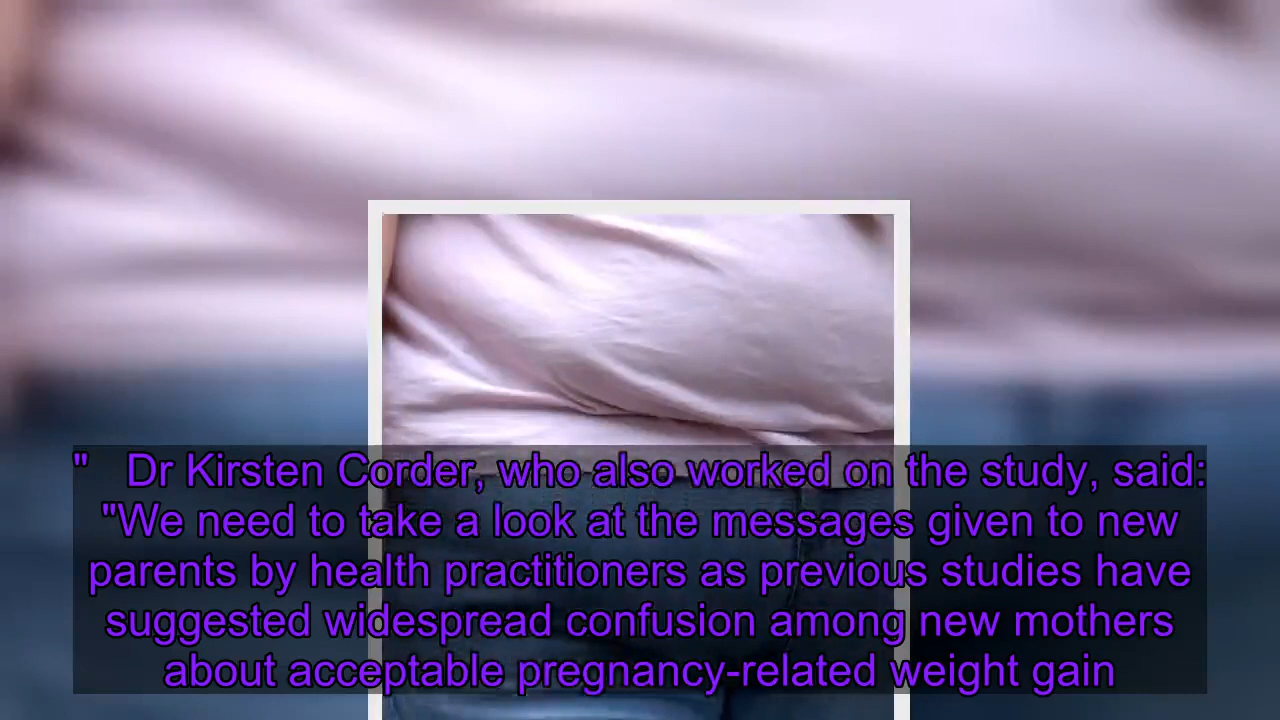 "   Dr Kirsten Corder, who also worked on the study, said:
"We need to take a look at the messages given to new
parents by health practitioners as previous studies have
suggested widespread confusion among new mothers
about acceptable pregnancy-related weight gain